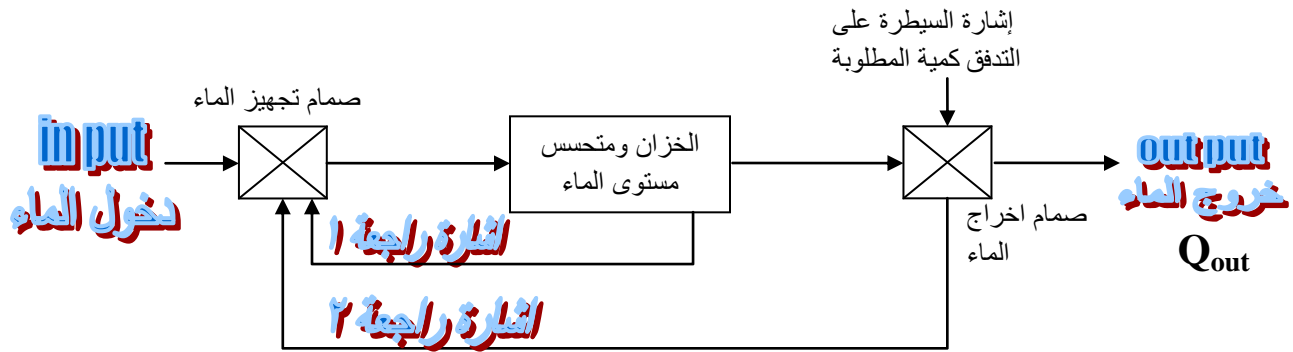 إشارة السيطرة على
التدفق كمية المطلوبة
صمام تجهيز الماء
in put
دخول الماء
الخزان ومتحسس
مستوى الماء
out put
خروج الماء
Qout
صمام اخراج
الماء
اشارة راجعة ١
اشارة راجعة ٢